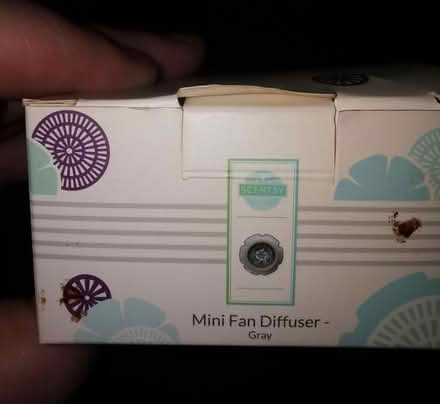 SCENTSY
Mini Fan Diffuser -
Gray